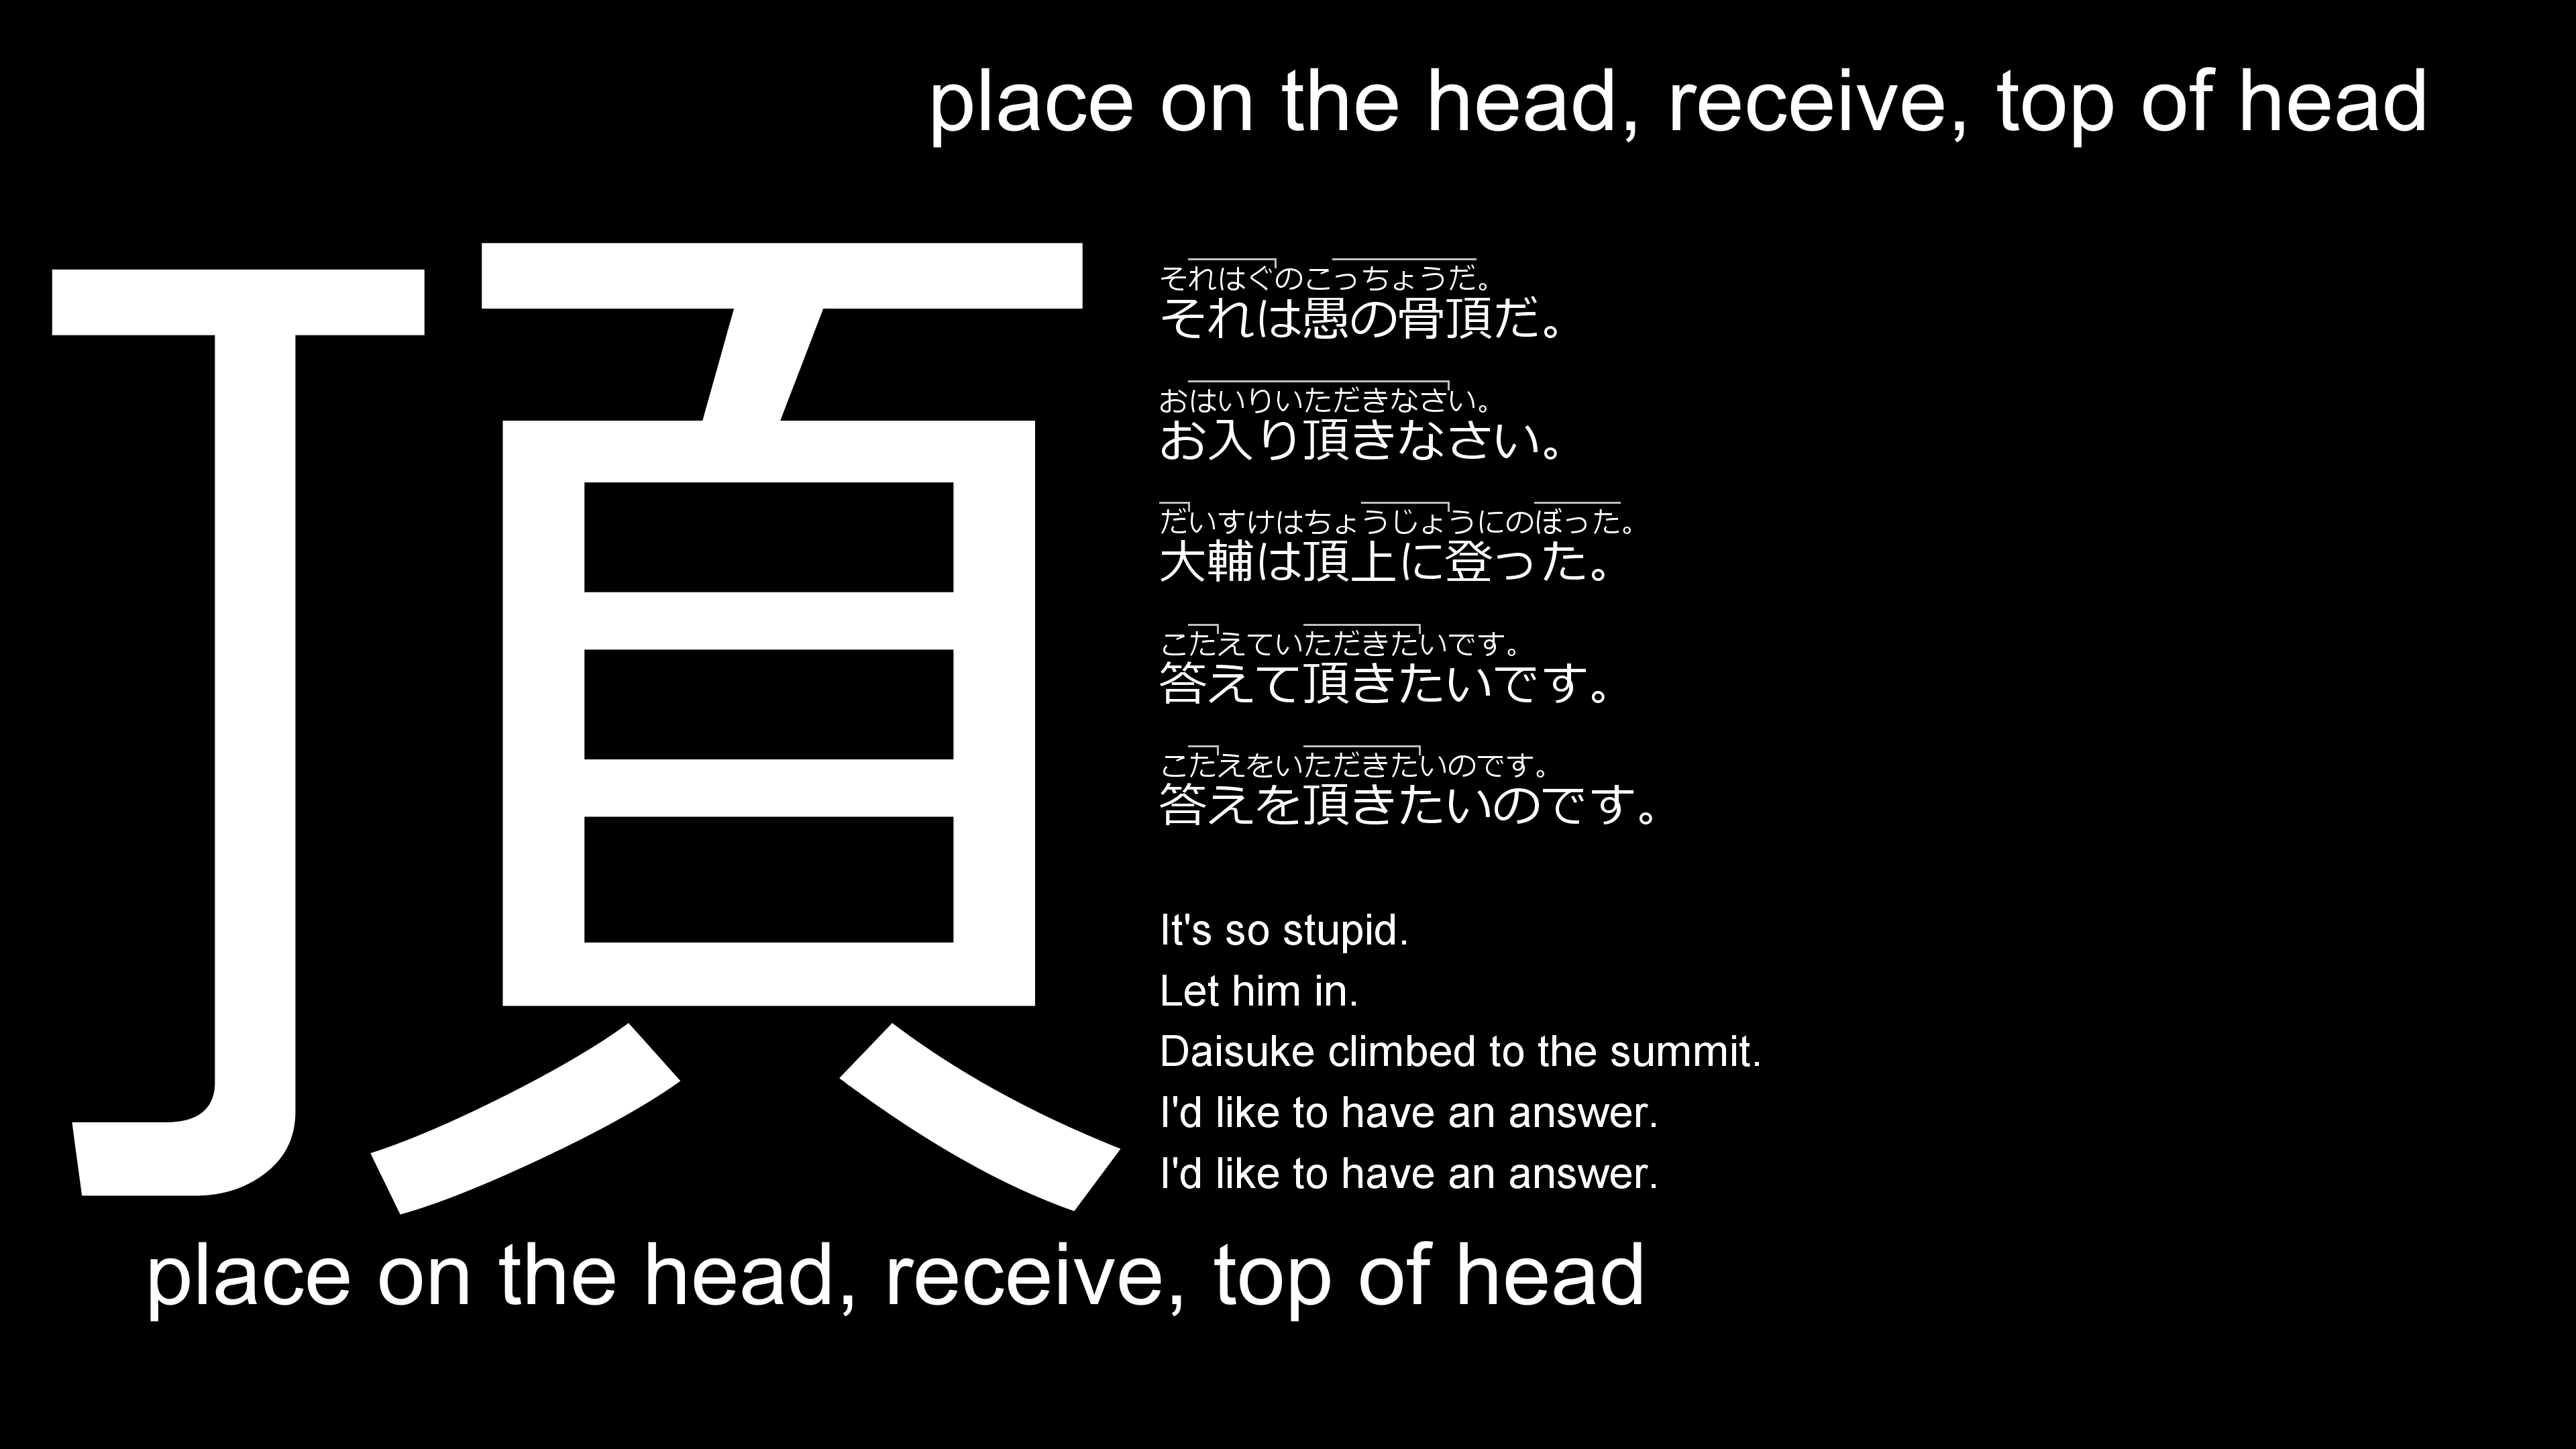 place on the head, receive, top of head
頂
それはぐのこっちょうだ。
それは愚の骨頂だ。
おはいりいただきなさい。
お入り頂きなさい。
だいすけはちょうじょうにのぼった。
大輔は頂上に登った。
こたえていただきたいです。
答えて頂きたいです。
こたえをいただきたいのです。
答えを頂きたいのです。
It's so stupid.
Let him in.
Daisuke climbed to the summit.
I'd like to have an answer.
I'd like to have an answer.
place on the head, receive, top of head